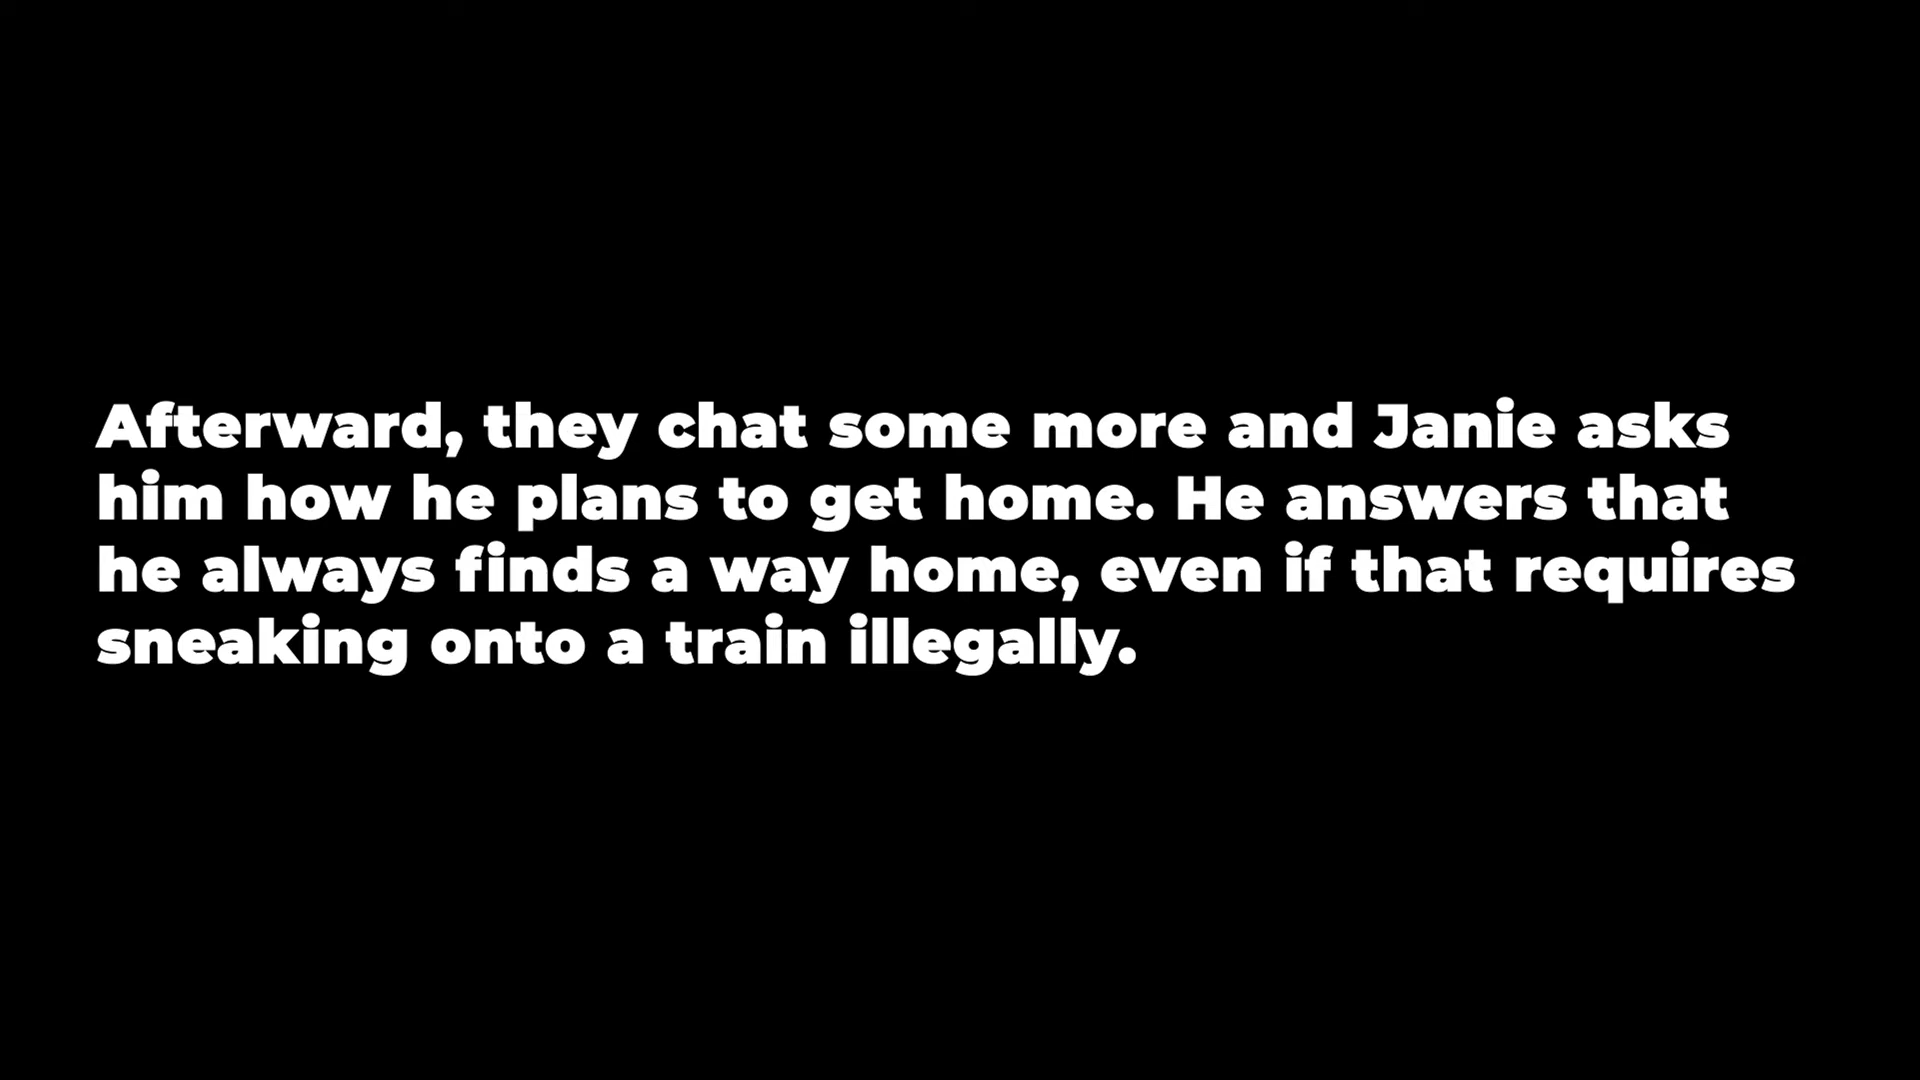 Afterward, they chat some more and Janie asks
him how he plans to get home. He answers that
he always finds a way home, even if that requires
sneaking onto a train illegally.